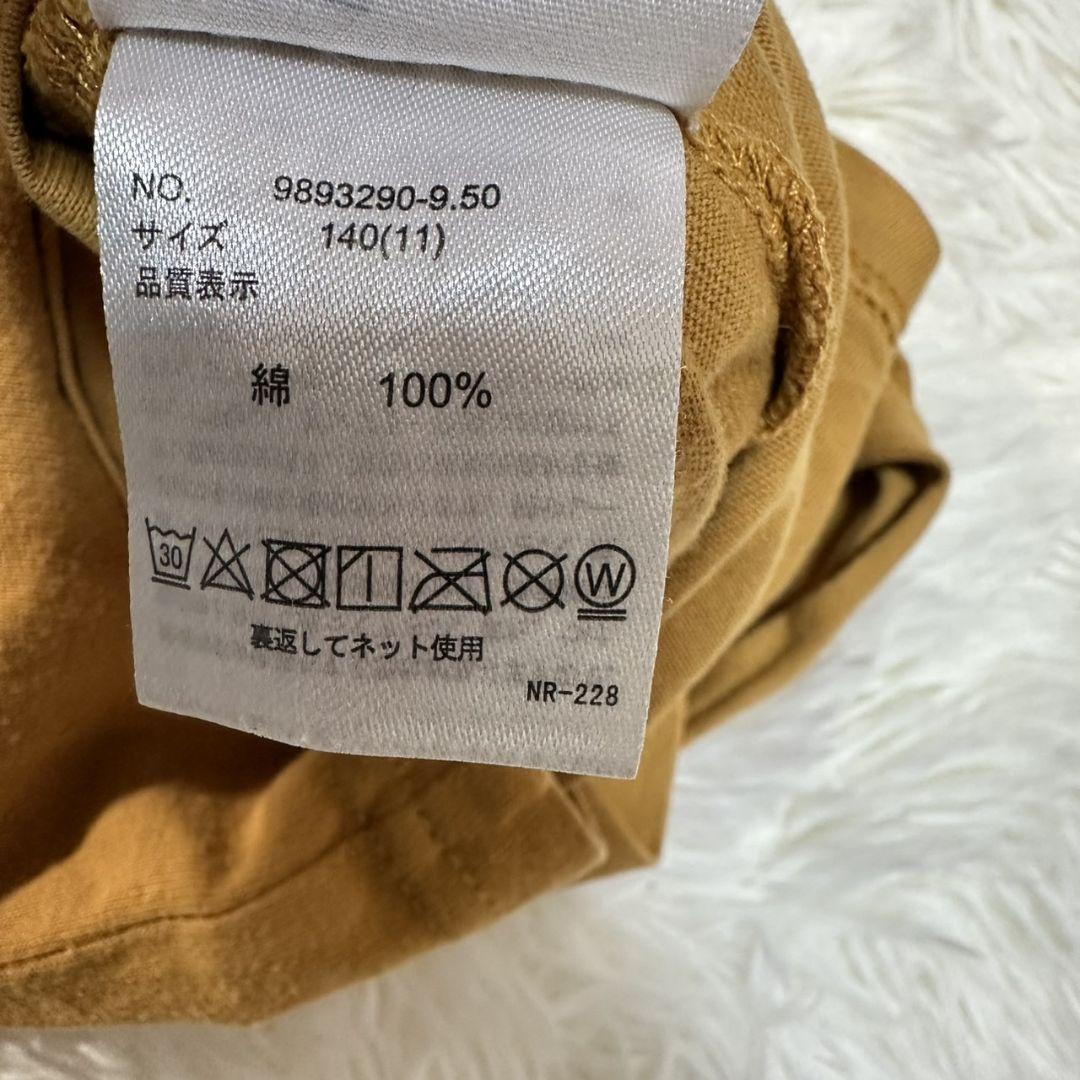 NO. 9893290-9.50
サイズ 140(11)
品質表示
綿 100%
30
W
裏返してネット使用
NR-228